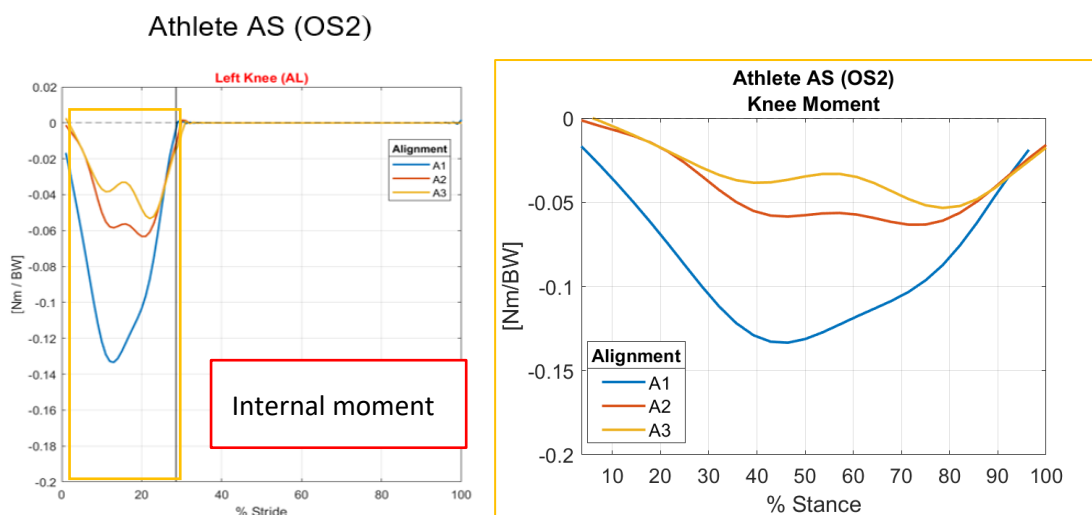 Athlete AS (OS2)
Left Knee (AL)
0.02
0
-0.02
-0.04
-0.06
-0.08
-0.1
-0.12
-0.14
-0.16
-0.18
-0.2
[Nm / BW]
0 20 40 60 80 100
% Stride
Alignment
A1
A2
A3
Internal moment
Athlete AS (OS2)
Knee Moment
0
-0.05
-0.1
-0.15
-0.2
[Nm/BW]
Alignment
A1
A2
A3
10 20 30 40 50 60 70 80 90 100
% Stance